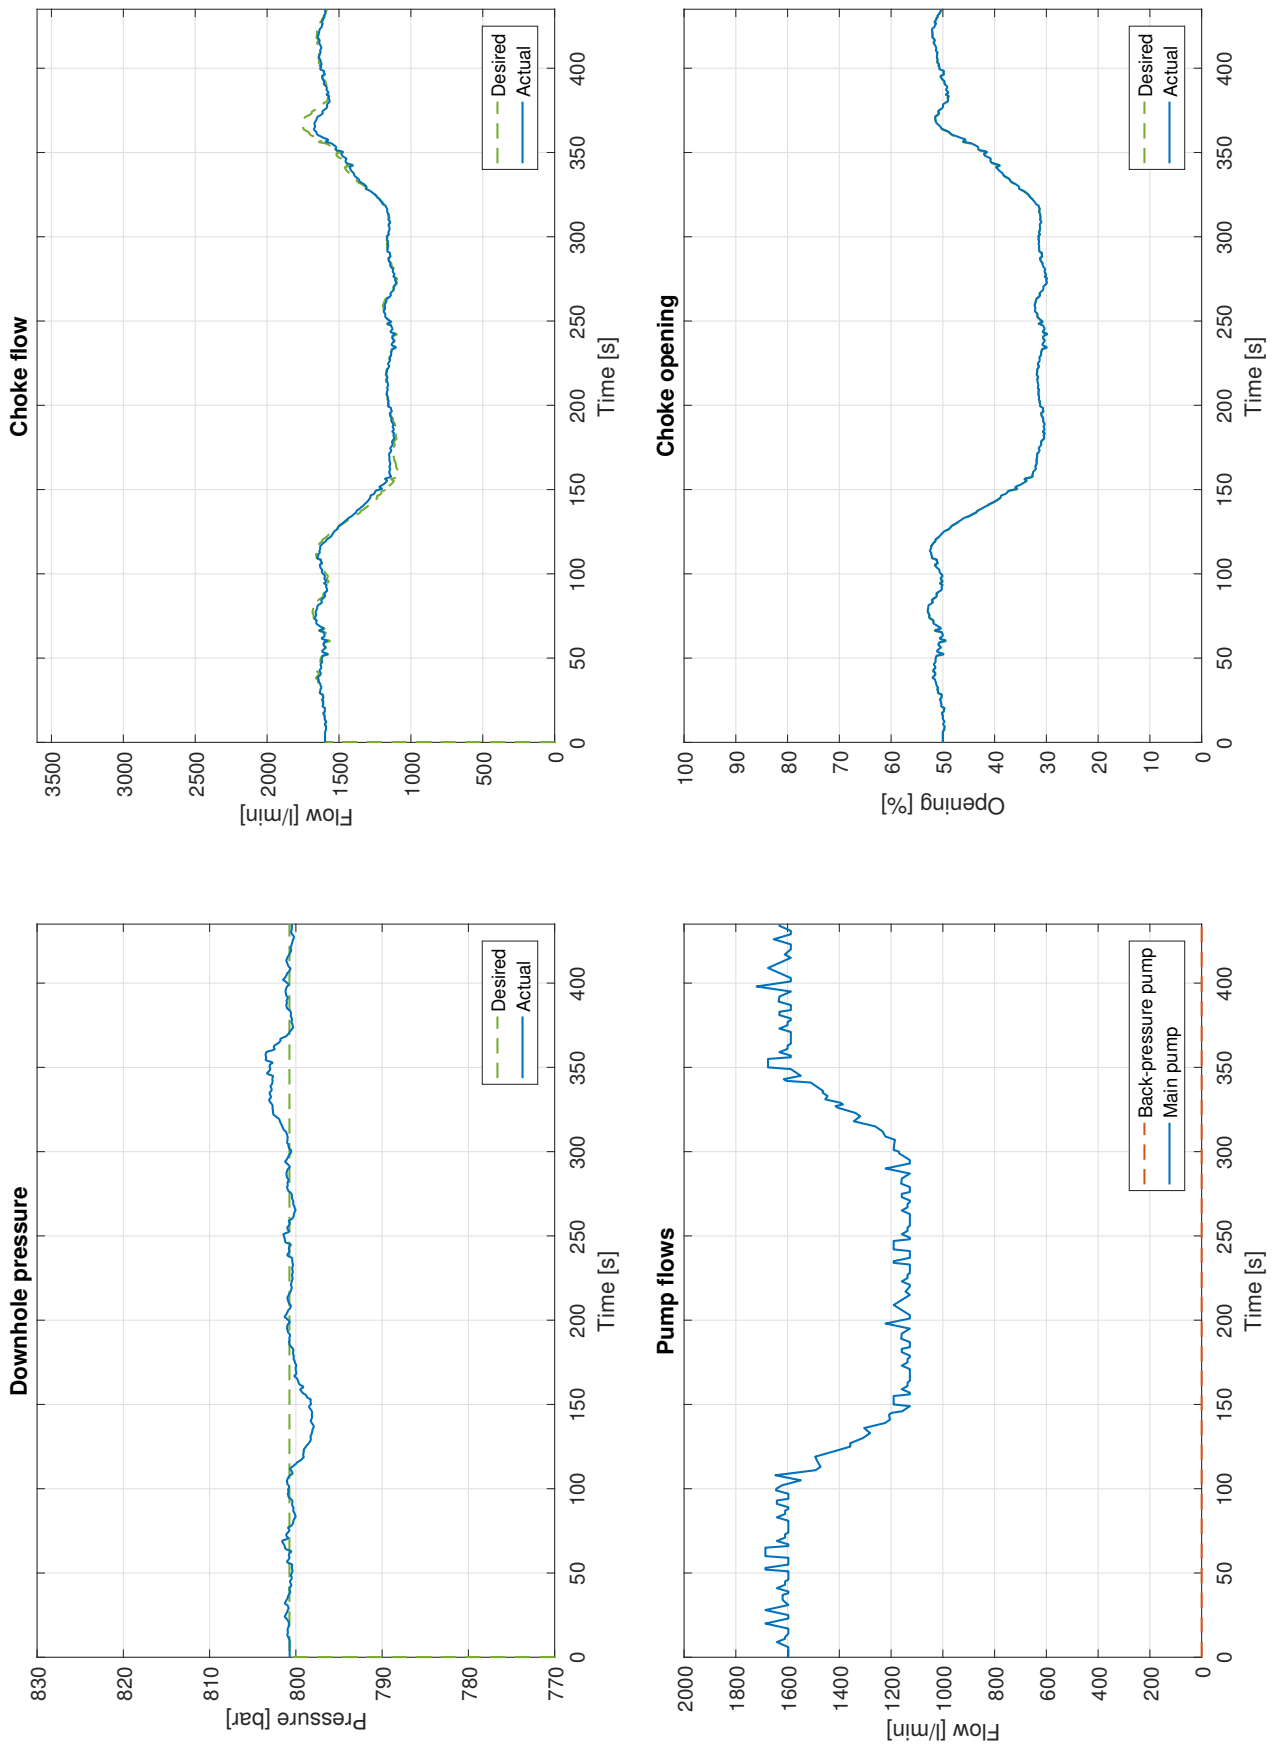 Downhole pressure
830
820
810
800
790
780
770
Pressure [bar]
0 50 100 150 200 250 300 350 400
Time [s]
Desired
Actual
Choke flow
3500
3000
2500
2000
1500
1000
500
0
Flow [l/min]
0 50 100 150 200 250 300 350 400
Time [s]
Desired
Actual
Pump flows
2000
1800
1600
1400
1200
1000
800
600
400
200
0
Flow [l/min]
0 50 100 150 200 250 300 350 400
Time [s]
Back-pressure pump
Main pump
Choke opening
100
90
80
70
60
50
40
30
20
10
0
Opening [%]
0 50 100 150 200 250 300 350 400
Time [s]
Desired
Actual